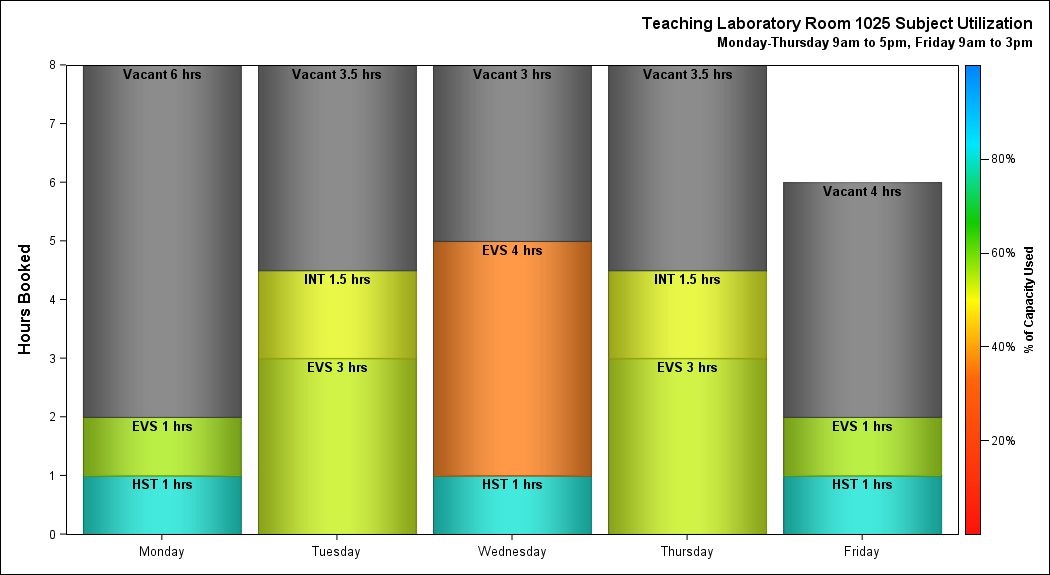 Teaching Laboratory Room 1025 Subject Utilization
Monday-Thursday 9am to 5pm, Friday 9am to 3pm
Hours Booked
8
7
6
5
4
3
2
1
0
Vacant 6 hrs
EVS 1 hrs
HST 1 hrs
Vacant 3.5 hrs
INT 1.5 hrs
EVS 3 hrs
Vacant 3 hrs
EVS 4 hrs
HST 1 hrs
Vacant 3.5 hrs
INT 1.5 hrs
EVS 3 hrs
Vacant 4 hrs
EVS 1 hrs
HST 1 hrs
Monday
Tuesday
Wednesday
Thursday
Friday
80%
60%
40%
20%
% of Capacity Used